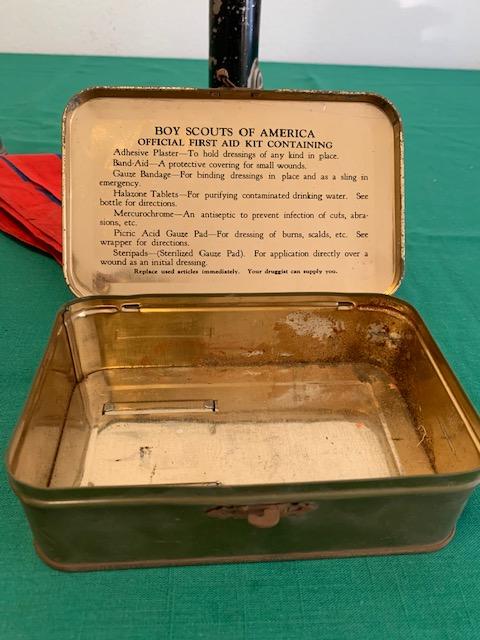 BOY SCOUTS OF AMERICA
OFFICIAL FIRST AID KIT CONTAINING
Adhesive Plaster—To hold dressings of any kind in place.
Band-Aid—A protective covering for small wounds.
Gauze Bandage—For binding dressings in place and as a sling in
emergency.
Halazone Tablets—For purifying contaminated drinking water. See
bottle for directions.
Mercurochrome—An antiseptic to prevent infection of cuts, abra-
sions, etc.
Picric Acid Gauze Pad—For dressing of burns, scalds, etc. See
wrapper for directions.
Steripads—(Sterilized Gauze Pad). For application directly over a
wound as an initial dressing.
Replace used articles immediately. Your druggist can supply you.